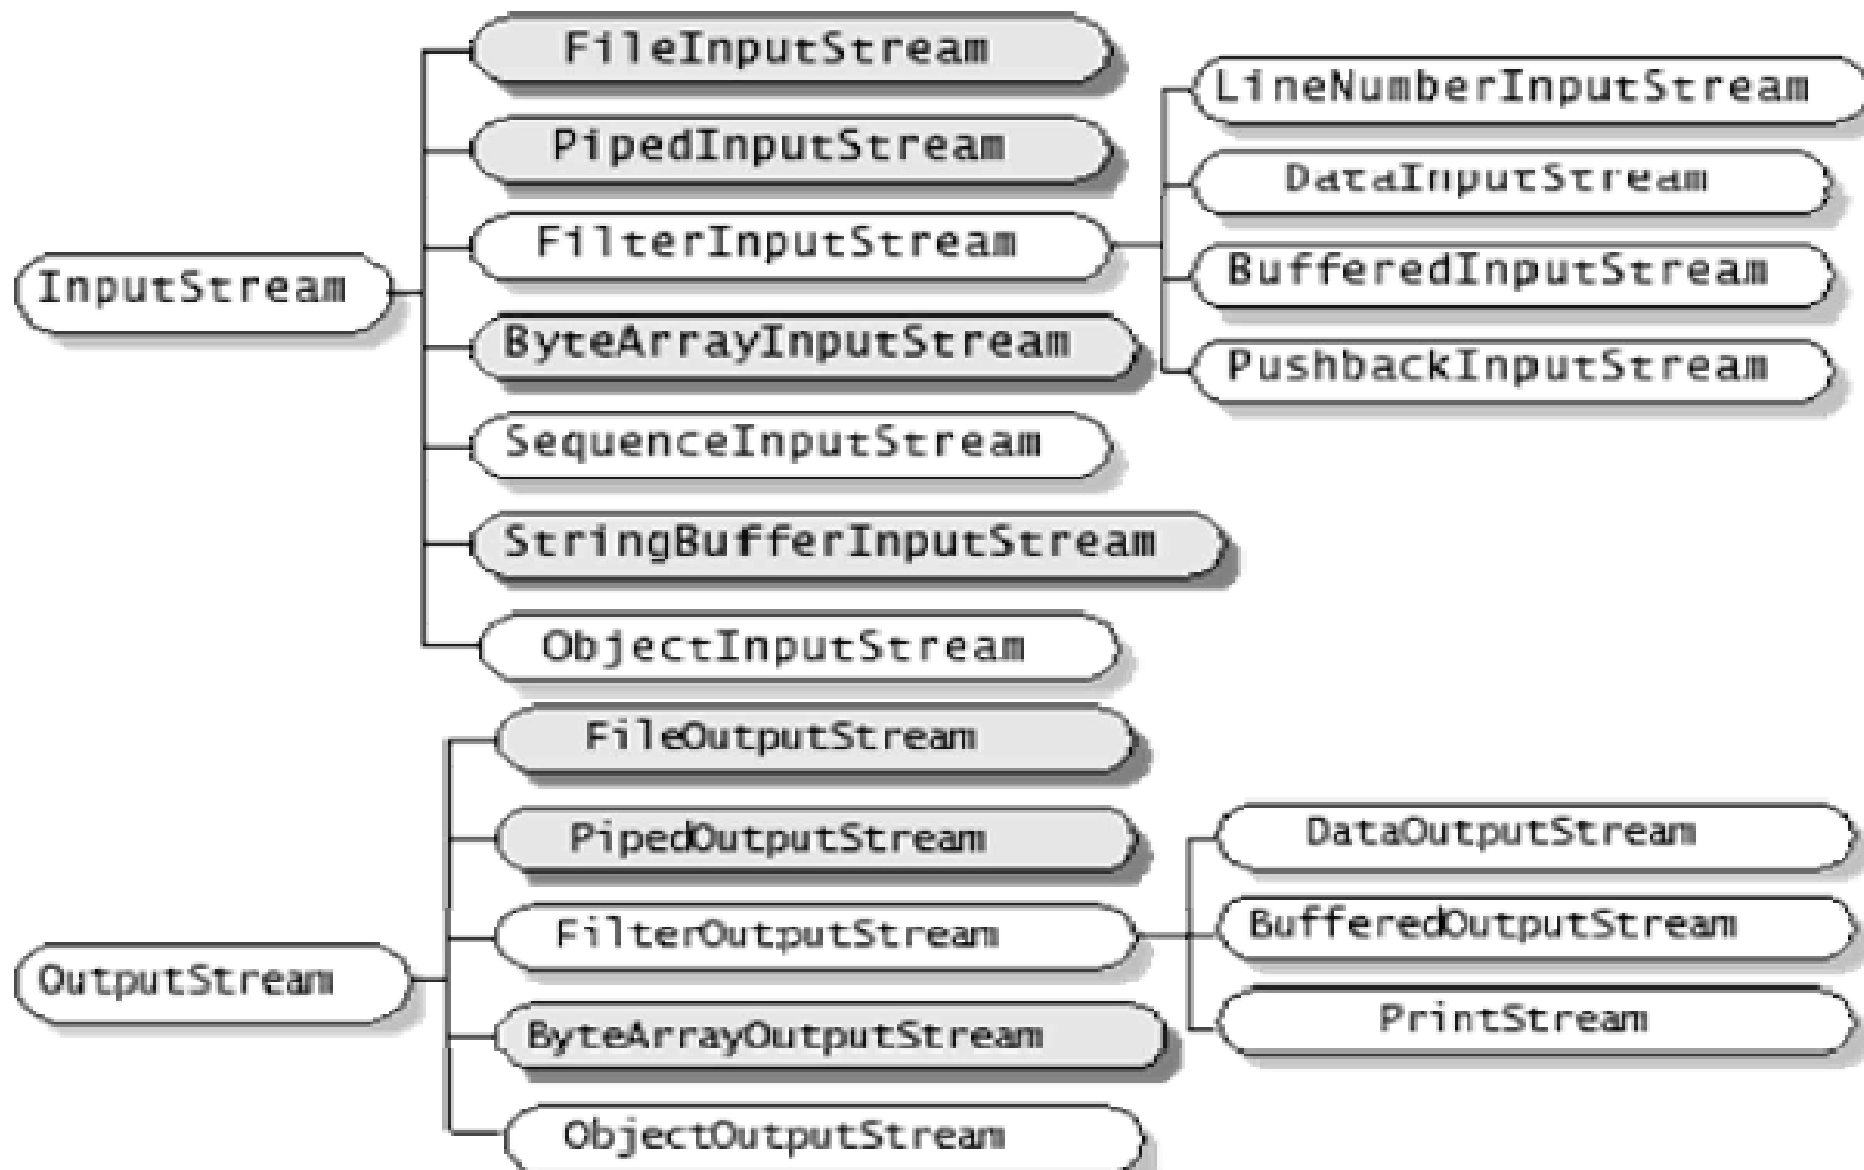 FileInputStream
LineNumberInputStream
PipedInputStream
DataInputStream
FilterInputStream
BufferedInputStream
InputStream
ByteArrayInputStream
PushbackInputStream
SequenceInputStream
StringBufferInputStream
ObjectInputStream
FileOutputStream
PipedOutputStream
DataOutputStream
FilterOutputStream
BufferedOutputStream
OutputStream
ByteArrayOutputStream
PrintStream
ObjectOutputStream